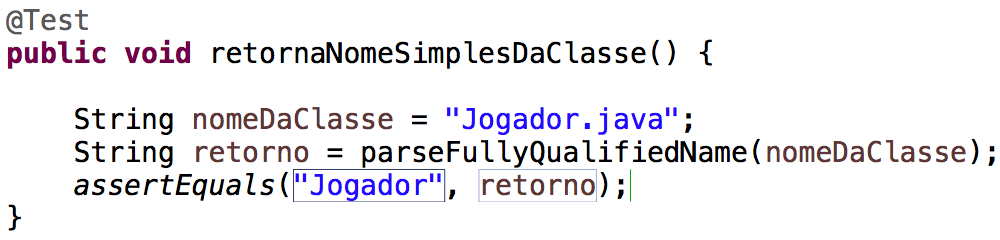 @Test
public void retornaNomeSimplesDaClasse() {
String nomeDaClasse = "Jogador.java";
String retorno = parseFullyQualifiedName(nomeDaClasse);
assertEquals("Jogador", retorno);
}